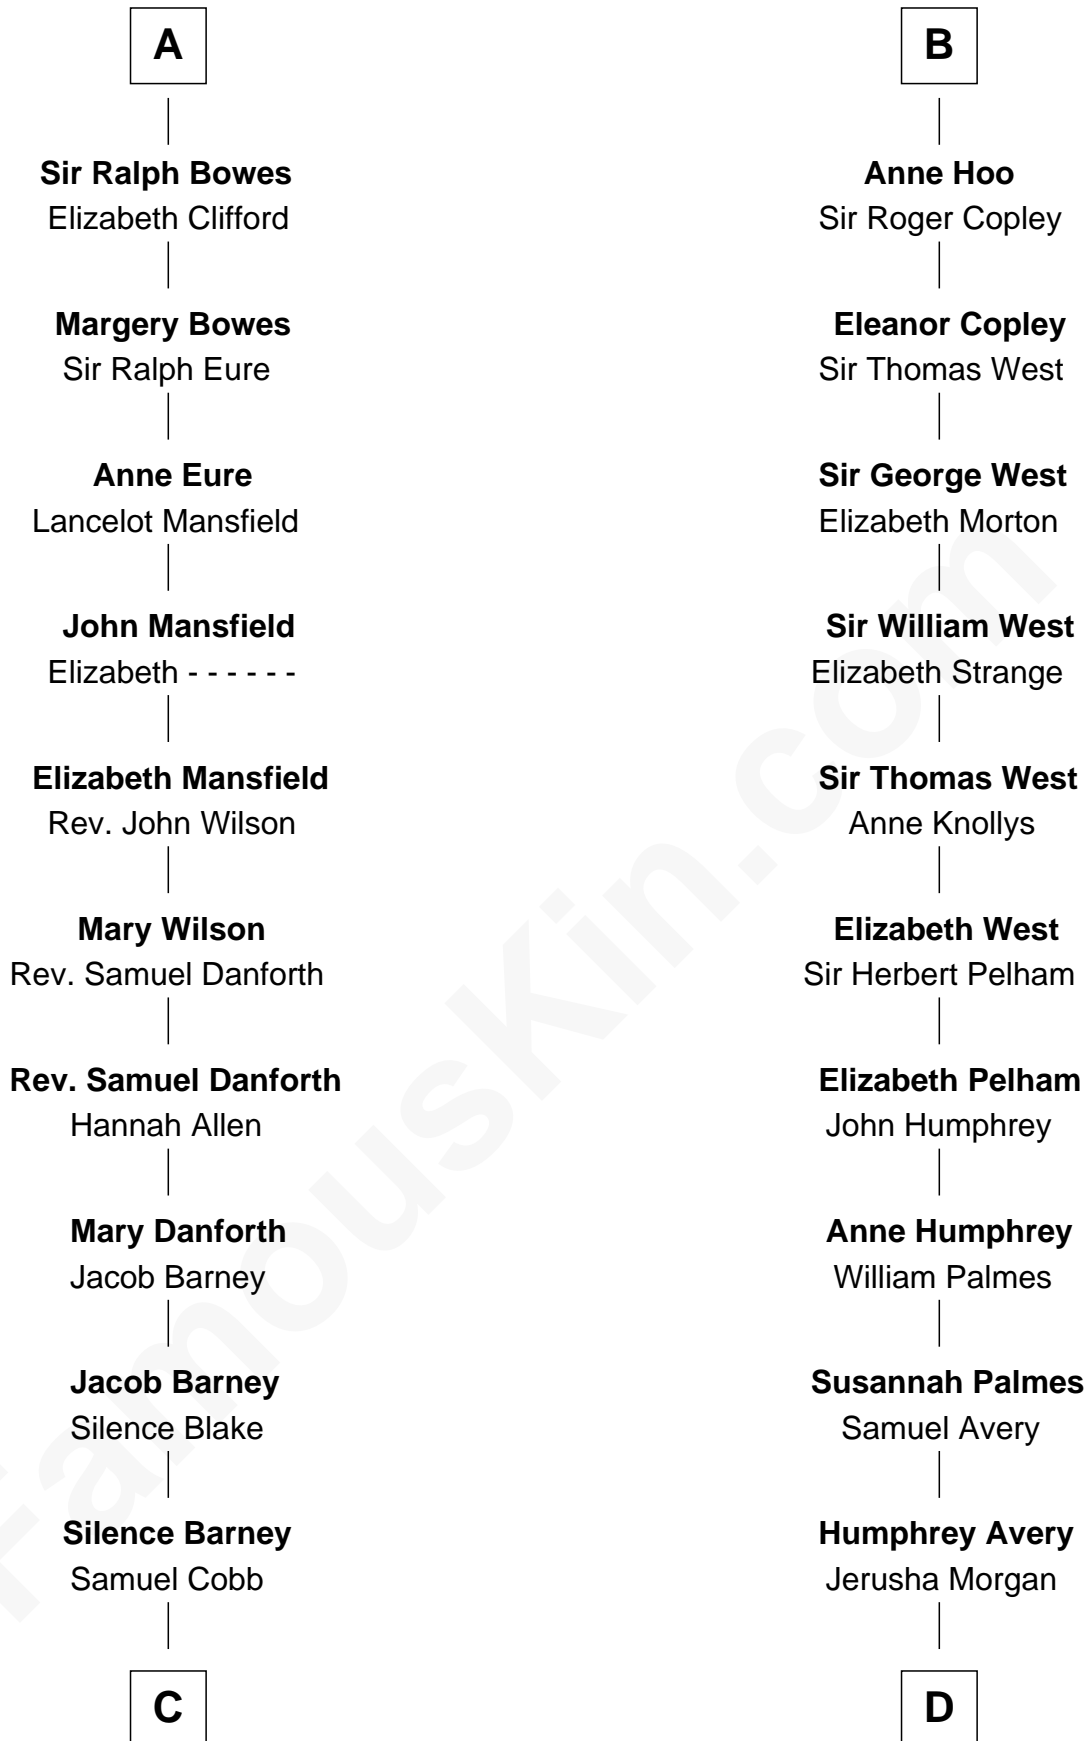 A
Sir Ralph Bowes
Elizabeth Clifford
Margery Bowes
Sir Ralph Eure
Anne Eure
Lancelot Mansfield
John Mansfield
Elizabeth - - - - - -
Elizabeth Mansfield
Rev. John Wilson
Mary Wilson
Rev. Samuel Danforth
Rev. Samuel Danforth
Hannah Allen
Mary Danforth
Jacob Barney
Jacob Barney
Silence Blake
Silence Barney
Samuel Cobb
C
B
Anne Hoo
Sir Roger Copley
Eleanor Copley
Sir Thomas West
Sir George West
Elizabeth Morton
Sir William West
Elizabeth Strange
Sir Thomas West
Anne Knollys
Elizabeth West
Sir Herbert Pelham
Elizabeth Pelham
John Humphrey
Anne Humphrey
William Palmes
Susannah Palmes
Samuel Avery
Humphrey Avery
Jerusha Morgan
D
FamousKin.com